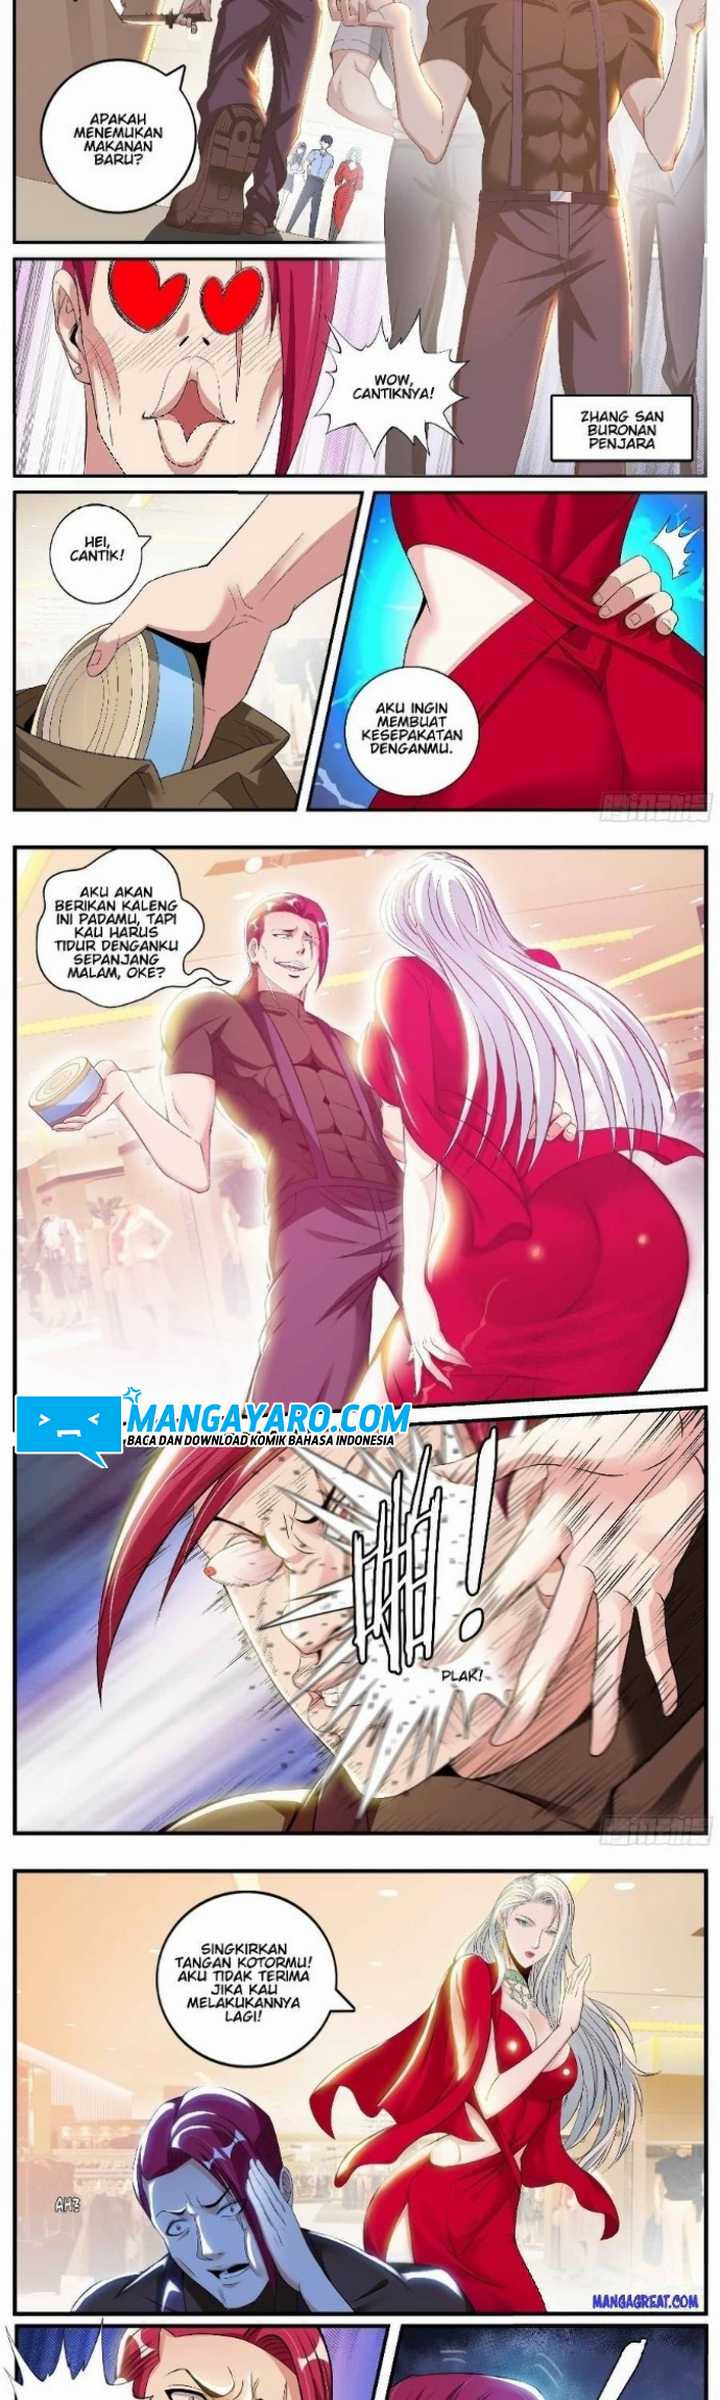 APAKAH
MENEMUKAN
MAKANAN
BARU?
WOW,
CANTIKNYA!
ZHANG SAN
BURONAN
PENJARA
HEI,
CANTIK!
AKU INGIN
MEMBUAT
KESEPAKATAN
DENGANMU.
AKU AKAN
BERIKAN KALENG
INI PADAMU, TAPI
KAU HARUS
TIDUR DENGANKU
SEPANJANG
MALAM, OKE?
MANGAYARO.COM
BACA DAN DOWNLOAD KOMIK BAHASA INDONESIA
PLAK!
SINGKIRKAN
TANGAN KOTORMU!
AKU TIDAK TERIMA
JIKA KAU
MELAKUKANNYA
LAGI!
AH?
MANGAGREAT.COM